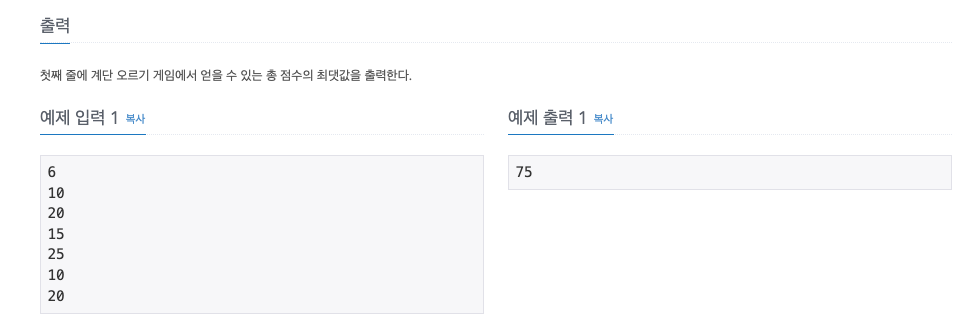 출력
첫째 줄에 계단 오르기 게임에서 얻을 수 있는 총 점수의 최댓값을 출력한다.
예제 입력 1 복사
6
10
20
15
25
10
20
예제 출력 1 복사
75